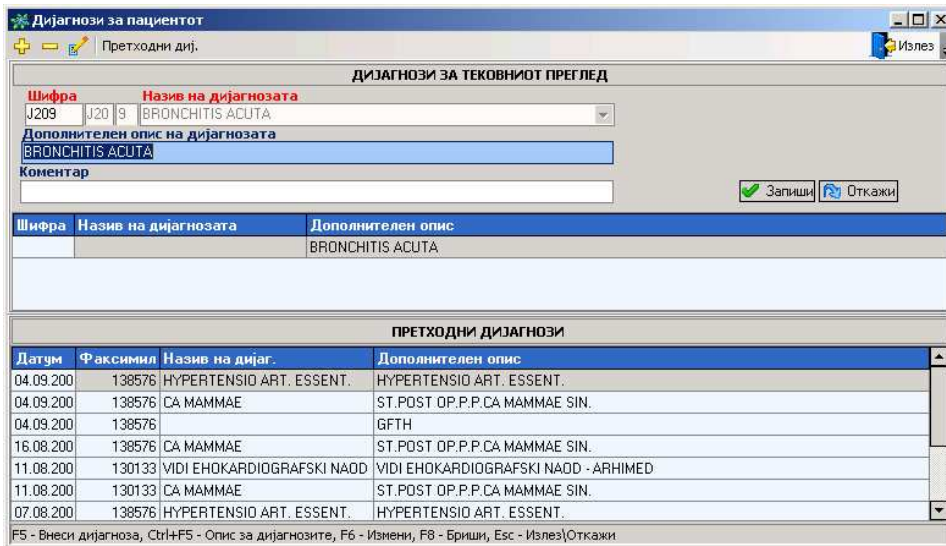 Дијагнози за пациентот
Претходни диј. Излез
ДИЈАГНОЗИ ЗА ТЕКОВНИОТ ПРЕГЛЕД
Шифра Назив на дијагнозата
J209 J20 9 BRONCHITIS ACUTA
Дополнителен опис на дијагнозата
BRONCHITIS ACUTA
Коментар
Запиши Откажи
Шифра Назив на дијагнозата Дополнителен опис
BRONCHITIS ACUTA
ПРЕТХОДНИ ДИЈАГНОЗИ
Датум Факсимил Назив на дијаг. Дополнителен опис
04.09.200 138576 HYPERTENSIO ART. ESSENT. HYPERTENSIO ART. ESSENT.
04.09.200 138576 CA MAMMAE ST.POST OP.P.P.CA MAMMAE SIN.
04.09.200 138576 GFTH
16.08.200 138576 CA MAMMAE ST.POST OP.P.P.CA MAMMAE SIN.
11.08.200 130133 VIDI EHOKARDIOGRAFSKI NAOD VIDI EHOKARDIOGRAFSKI NAOD - ARHIMED
11.08.200 130133 CA MAMMAE ST.POST OP.P.P.CA MAMMAE SIN.
07.08.200 138576 HYPERTENSIO ART. ESSENT. HYPERTENSIO ART. ESSENT.
F5 - Внеси дијагноза, Ctrl+F5 - Опис за дијагнозите, F6 - Измени, F8 - Бриши, Esc - Излез\Откажи